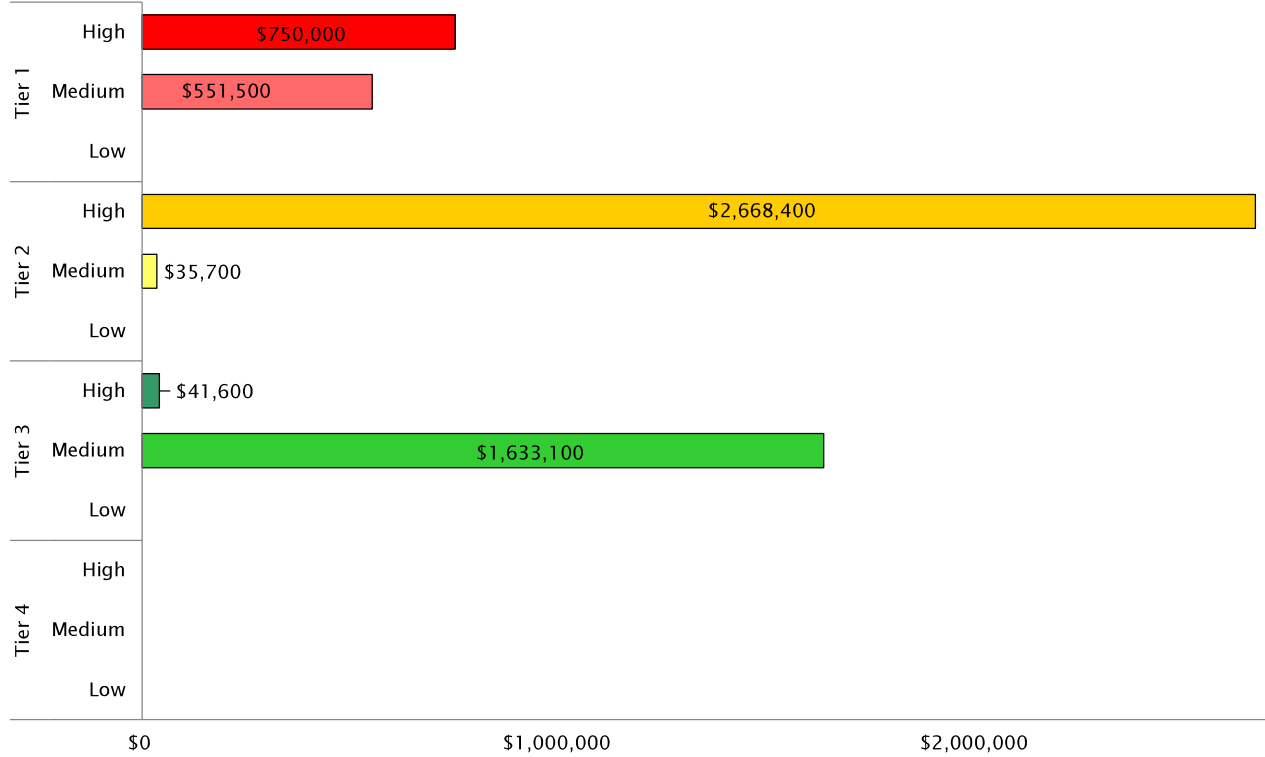 Tier 1
High
$750,000
Medium
$551,500
Low
Tier 2
High
$2,668,400
Medium
$35,700
Low
Tier 3
High
$41,600
Medium
$1,633,100
Low
Tier 4
High
Medium
Low
$0
$1,000,000
$2,000,000